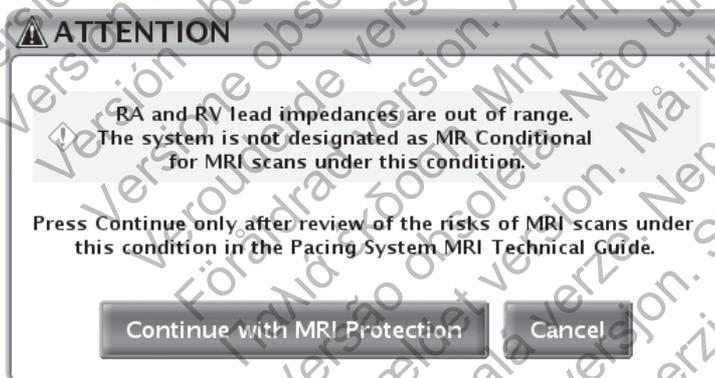 ATTENTION
RA and RV lead impedances are out of range.
The system is not designated as MR Conditional
for MRI scans under this condition.
Press Continue only after review of the risks of MRI scans under
this condition in the Pacing System MRI Technical Guide.
Continue with MRI Protection
Cancel